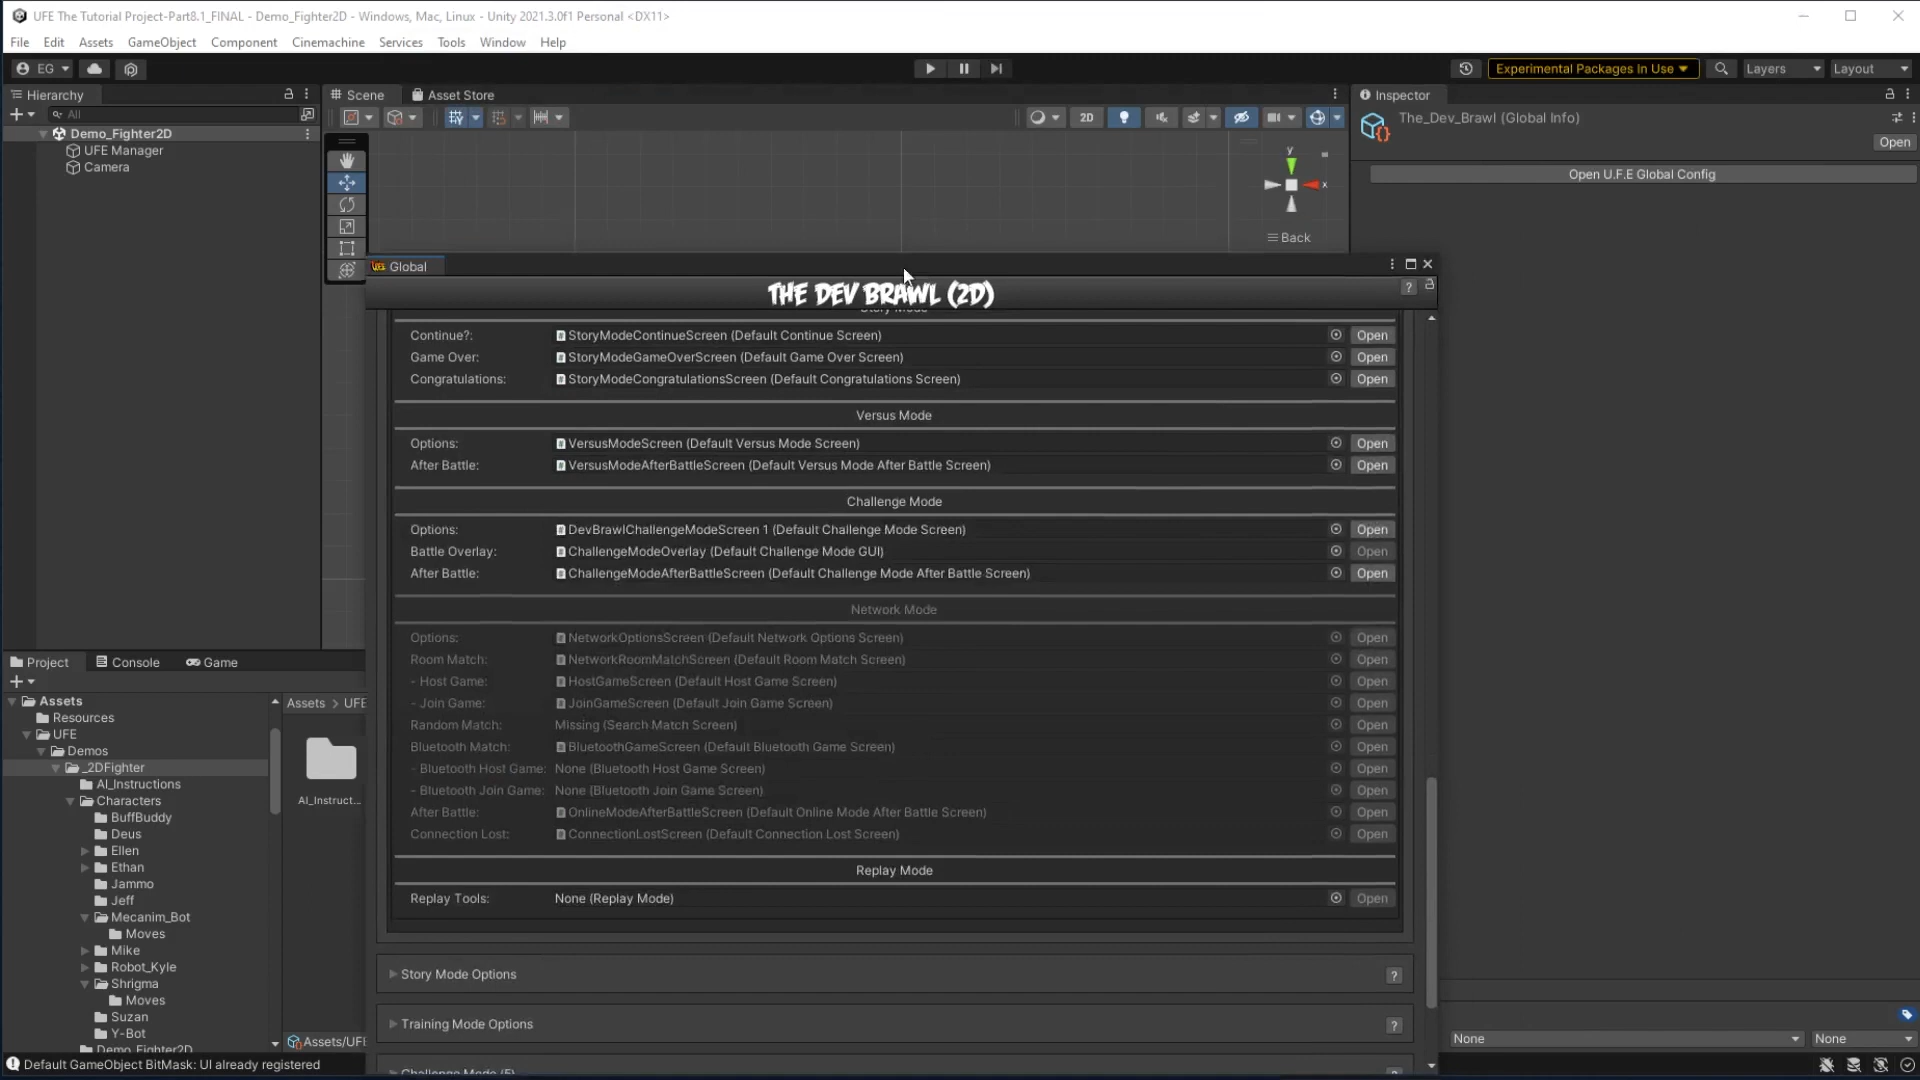 UFE The Tutorial Project-Part8.1_FINAL - Demo_Fighter2D - Windows, Mac, Linux - Unity 2021.3.0f1 Personal <DX11>
File Edit Assets GameObject Component Cinemachine Services Tools Window Help
EG Experimental Packages In Use Layers Layout
Hierarchy
All
Demo_Fighter2D
UFE Manager
Camera
Scene Asset Store
2D
y
x
Back
Inspector
The_Dev_Brawl (Global Info)
Open
Open U.F.E Global Config
Global
THE DEV BRAWL (2D)
?
Story Mode
Continue?: StoryModeContinueScreen (Default Continue Screen) Open
Game Over: StoryModeGameOverScreen (Default Game Over Screen) Open
Congratulations: StoryModeCongratulationsScreen (Default Congratulations Screen) Open
Versus Mode
Options: VersusModeScreen (Default Versus Mode Screen) Open
After Battle: VersusModeAfterBattleScreen (Default Versus Mode After Battle Screen) Open
Challenge Mode
Options: DevBrawlChallengeModeScreen 1 (Default Challenge Mode Screen) Open
Battle Overlay: ChallengeModeOverlay (Default Challenge Mode GUI) Open
After Battle: ChallengeModeAfterBattleScreen (Default Challenge Mode After Battle Screen) Open
Network Mode
Options: NetworkOptionsScreen (Default Network Options Screen) Open
Room Match: NetworkRoomMatchScreen (Default Room Match Screen) Open
- Host Game: HostGameScreen (Default Host Game Screen) Open
- Join Game: JoinGameScreen (Default Join Game Screen) Open
Random Match: Missing (Search Match Screen) Open
Bluetooth Match: BluetoothGameScreen (Default Bluetooth Game Screen) Open
- Bluetooth Host Game: None (Bluetooth Host Game Screen) Open
- Bluetooth Join Game: None (Bluetooth Join Game Screen) Open
After Battle: OnlineModeAfterBattleScreen (Default Online Mode After Battle Screen) Open
Connection Lost: ConnectionLostScreen (Default Connection Lost Screen) Open
Replay Mode
Replay Tools: None (Replay Mode) Open
Story Mode Options ?
Training Mode Options ?
Challenge Mode (5) ?
Project Console Game
Assets
Resources
UFE
Demos
_2DFighter
AI_Instructions
Characters
BuffBuddy
Deus
Ellen
Ethan
Jammo
Jeff
Mecanim_Bot
Moves
Mike
Robot_Kyle
Shrigma
Moves
Suzan
Y-Bot
Demo_Fighter2D
Assets > UFE
AI_Instruct...
Assets/UFE
None None
Default GameObject BitMask: UI already registered